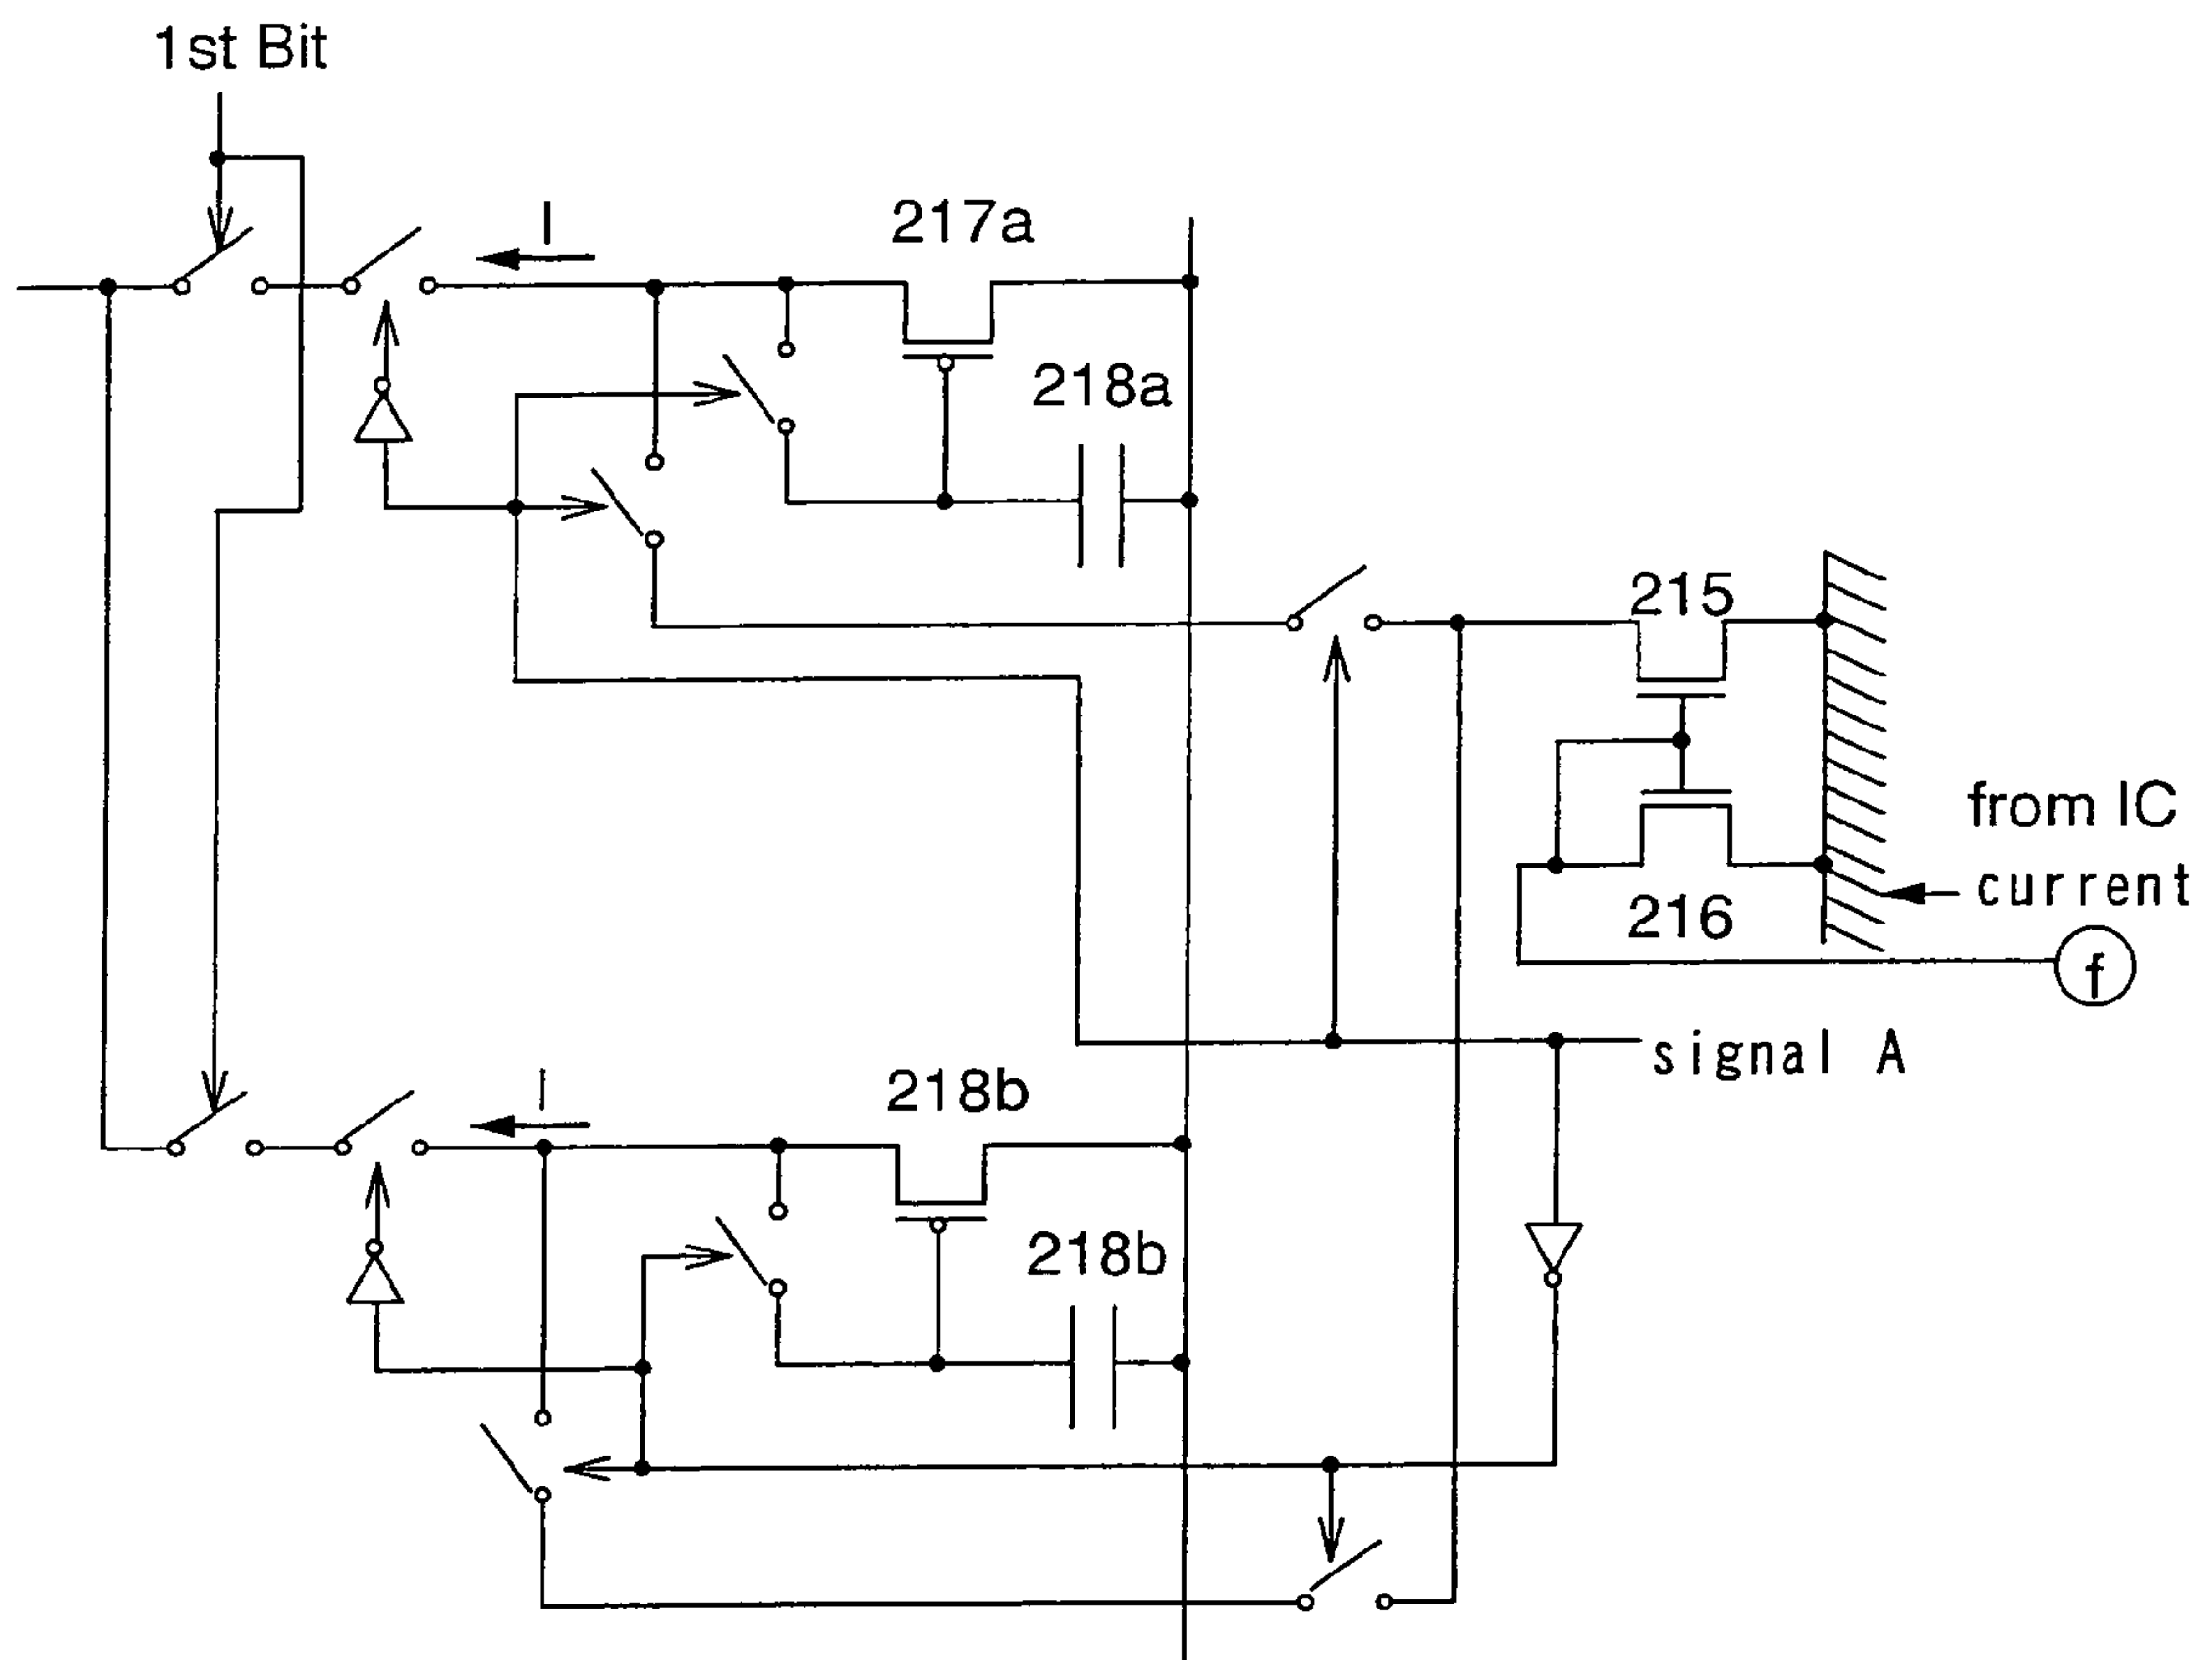 1st Bit
I
217a
218a
215
from IC
current
216
f
signal A
I
218b
218b